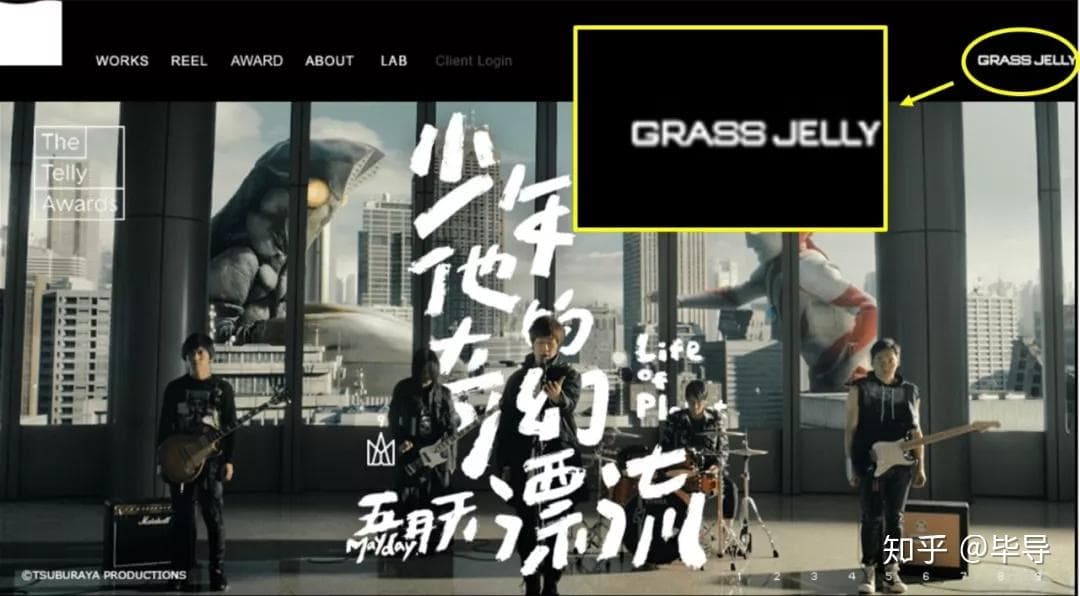 WORKS REEL AWARD ABOUT LAB Client Login
GRASS JELLY
GRASS JELLY
The
Telly
Awards
少年
他的
奇幻
漂流
Life
of
五月天
Mayday
Marshall
©TSUBURAYA PRODUCTIONS
知乎 @毕导
1 2 3 4 5 6 7 8 9